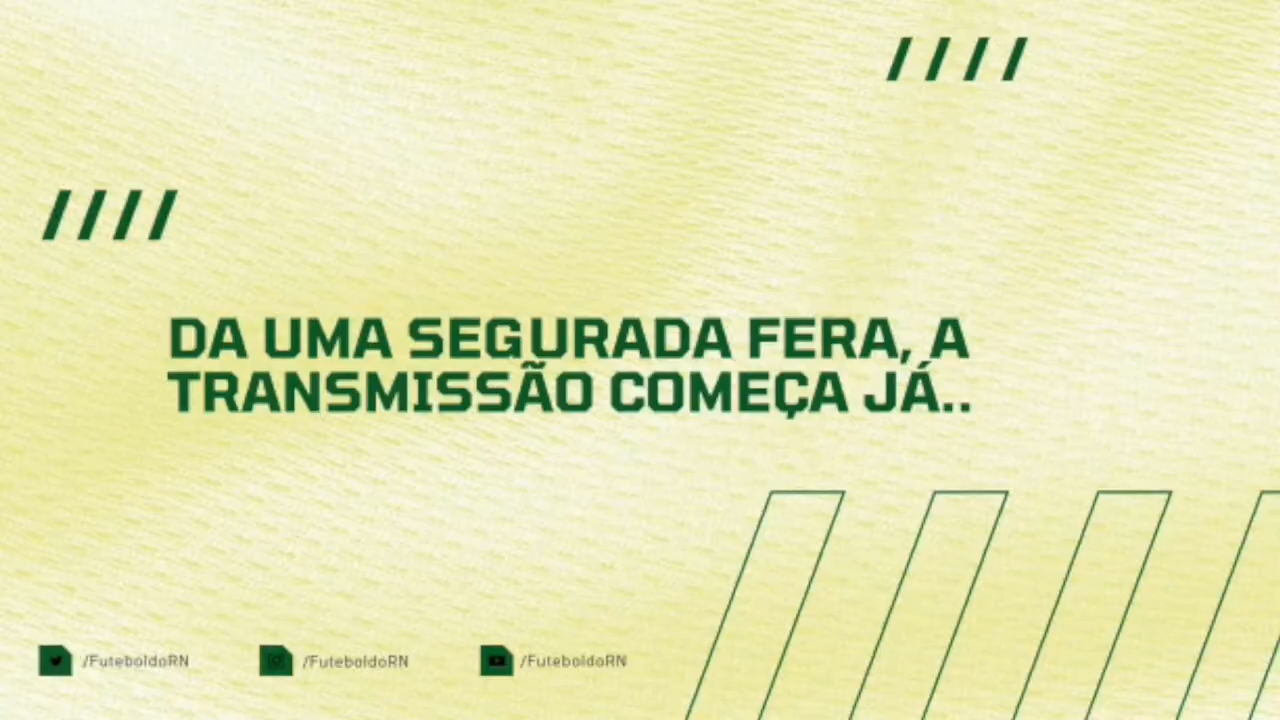 DA UMA SEGURADA FERA, A
TRANSMISSÃO COMEÇA JÁ..
/FuteboldoRN /FuteboldoRN /FuteboldoRN